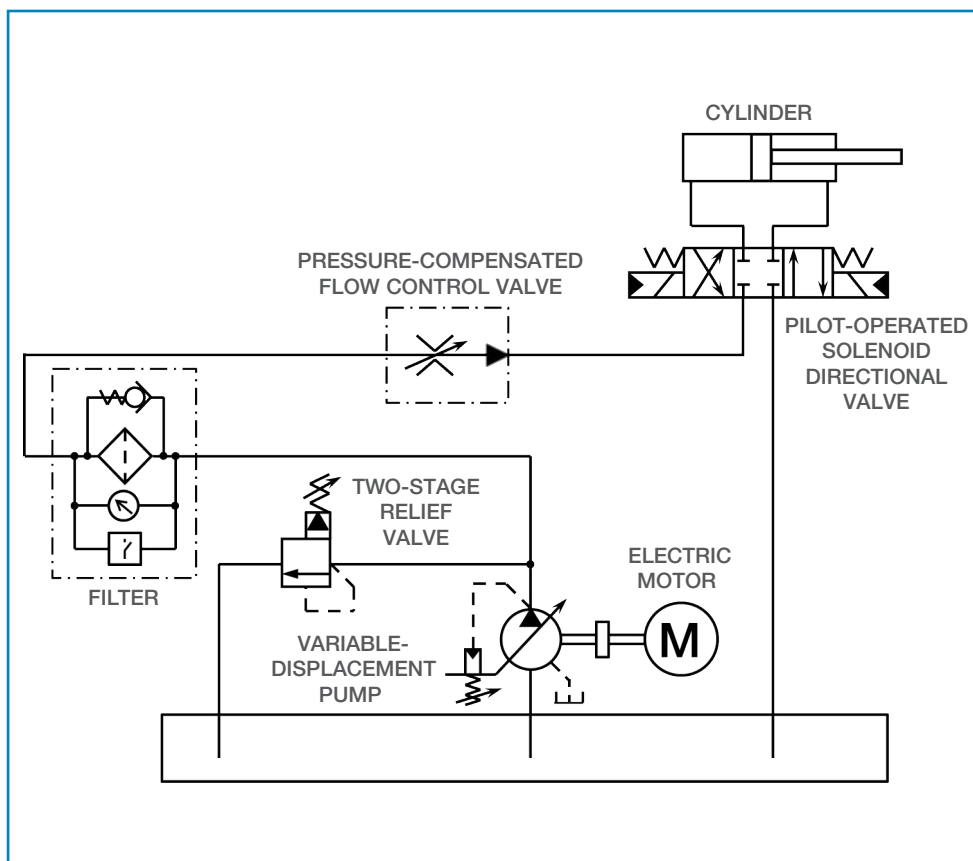 CYLINDER
PRESSURE-COMPENSATED
FLOW CONTROL VALVE
PILOT-OPERATED
SOLENOID
DIRECTIONAL
VALVE
TWO-STAGE
RELIEF
VALVE
ELECTRIC
MOTOR
FILTER
M
VARIABLE-
DISPLACEMENT
PUMP